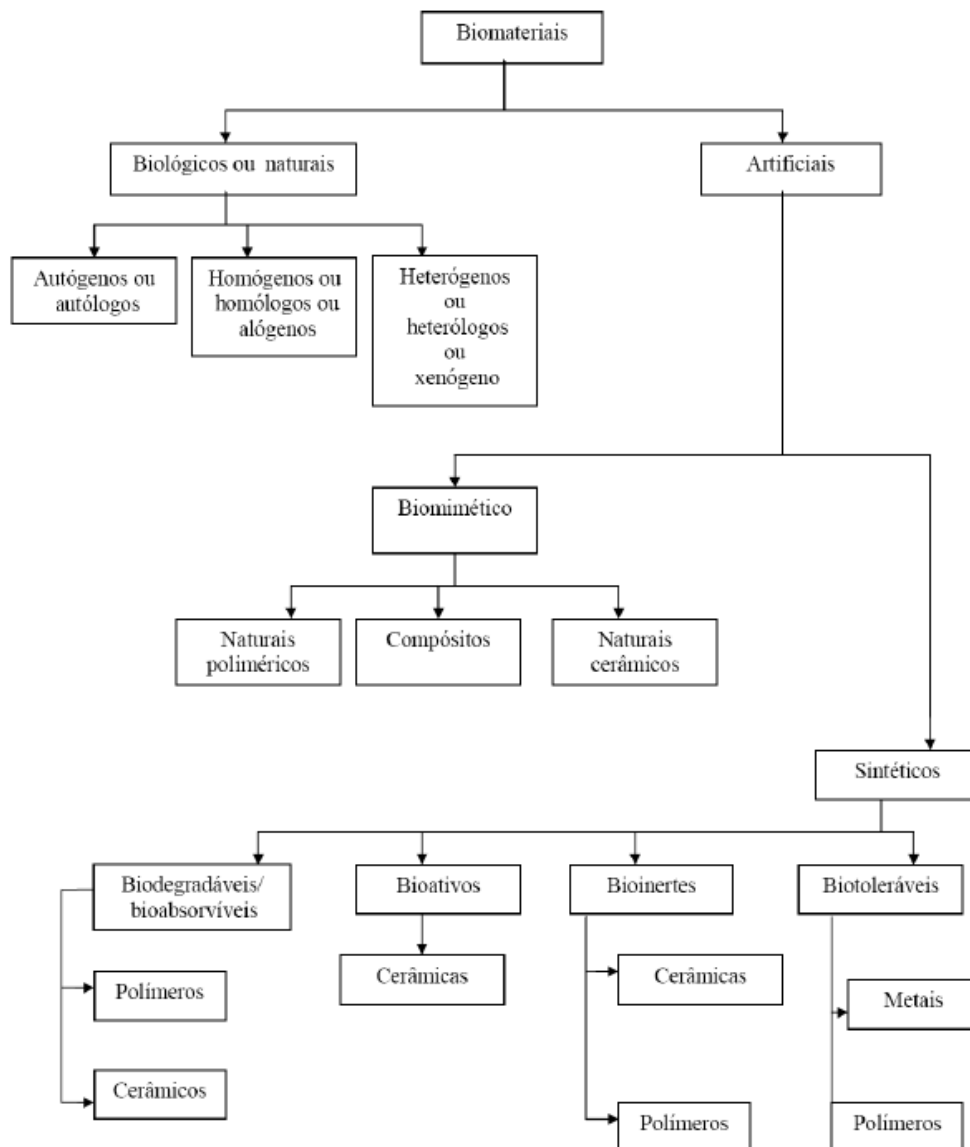 Biomateriais
Biológicos ou naturais
Artificiais
Autógenos ou
autólogos
Homógenos ou
homólogos ou
alógenos
Heterógenos
ou
heterólogos
ou
xenógeno
Biomimético
Naturais
poliméricos
Compósitos
Naturais
cerâmicos
Sintéticos
Biodegradáveis/
bioabsorvíveis
Bioativos
Bioinertes
Biotoleráveis
Polímeros
Cerâmicas
Cerâmicas
Metais
Cerâmicos
Polímeros
Polímeros